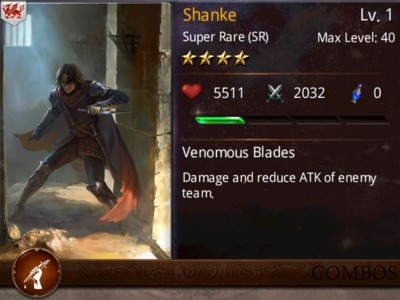 Shanke Lv. 1
Super Rare (SR) Max Level: 40
5511 2032 0
Venomous Blades
Damage and reduce ATK of enemy
team.
COMBOS